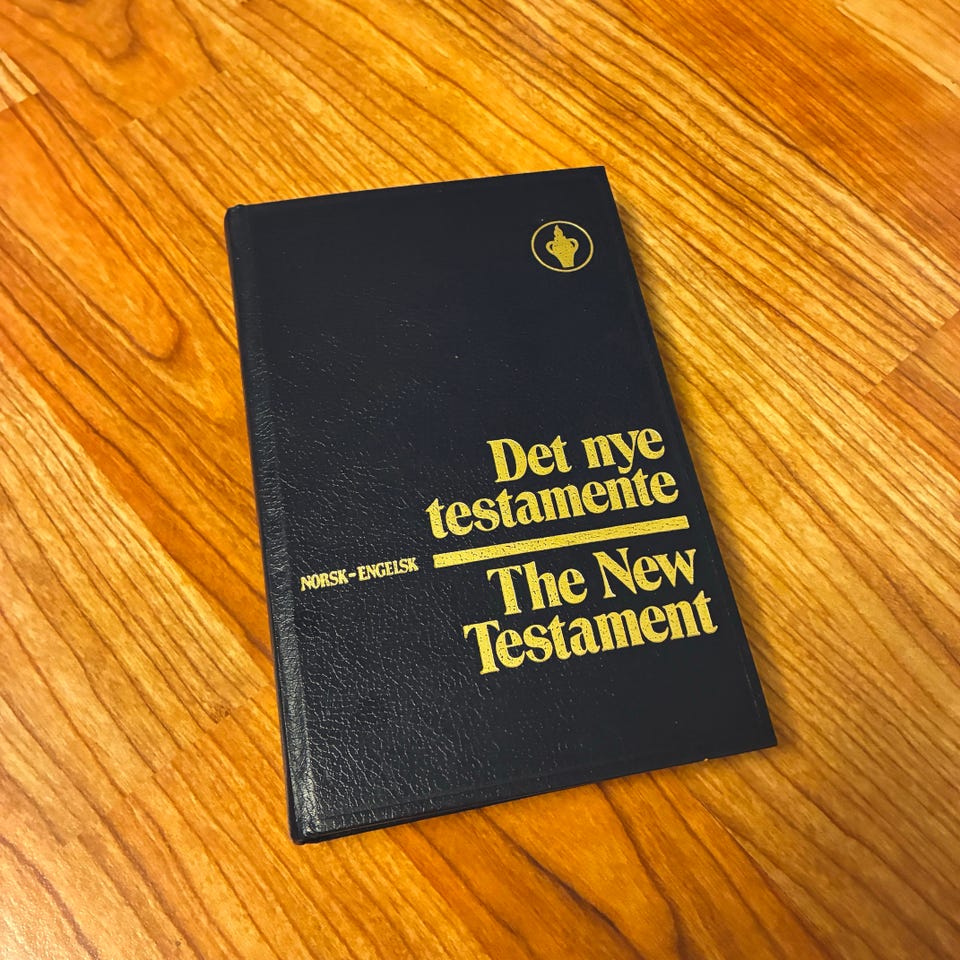 Det nye
testamente
NORSK-ENGELSK
The New
Testament